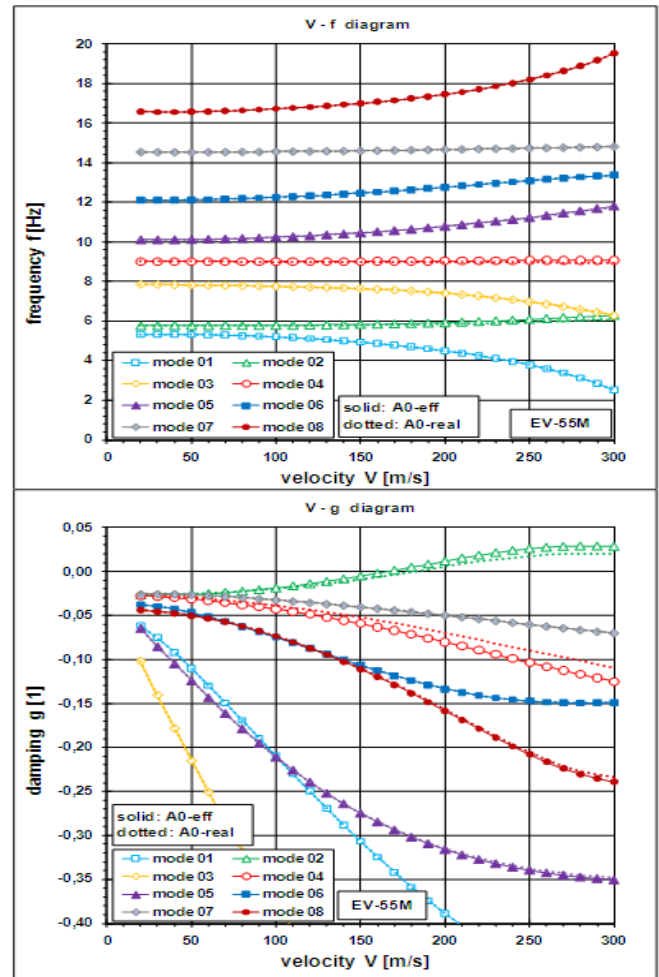 V - f diagram
20
18
16
14
12
10
8
6
4
2
0
frequency f [Hz]
mode 01 mode 02
mode 03 mode 04
mode 05 mode 06
mode 07 mode 08
solid: A0-eff
dotted: A0-real
EV-55M
0 50 100 150 200 250 300
velocity V [m/s]
V - g diagram
0,05
0,00
-0,05
-0,10
-0,15
-0,20
-0,25
-0,30
-0,35
-0,40
damping g [1]
solid: A0-eff
dotted: A0-real
mode 01 mode 02
mode 03 mode 04
mode 05 mode 06
mode 07 mode 08
EV-55M
0 50 100 150 200 250 300
velocity V [m/s]